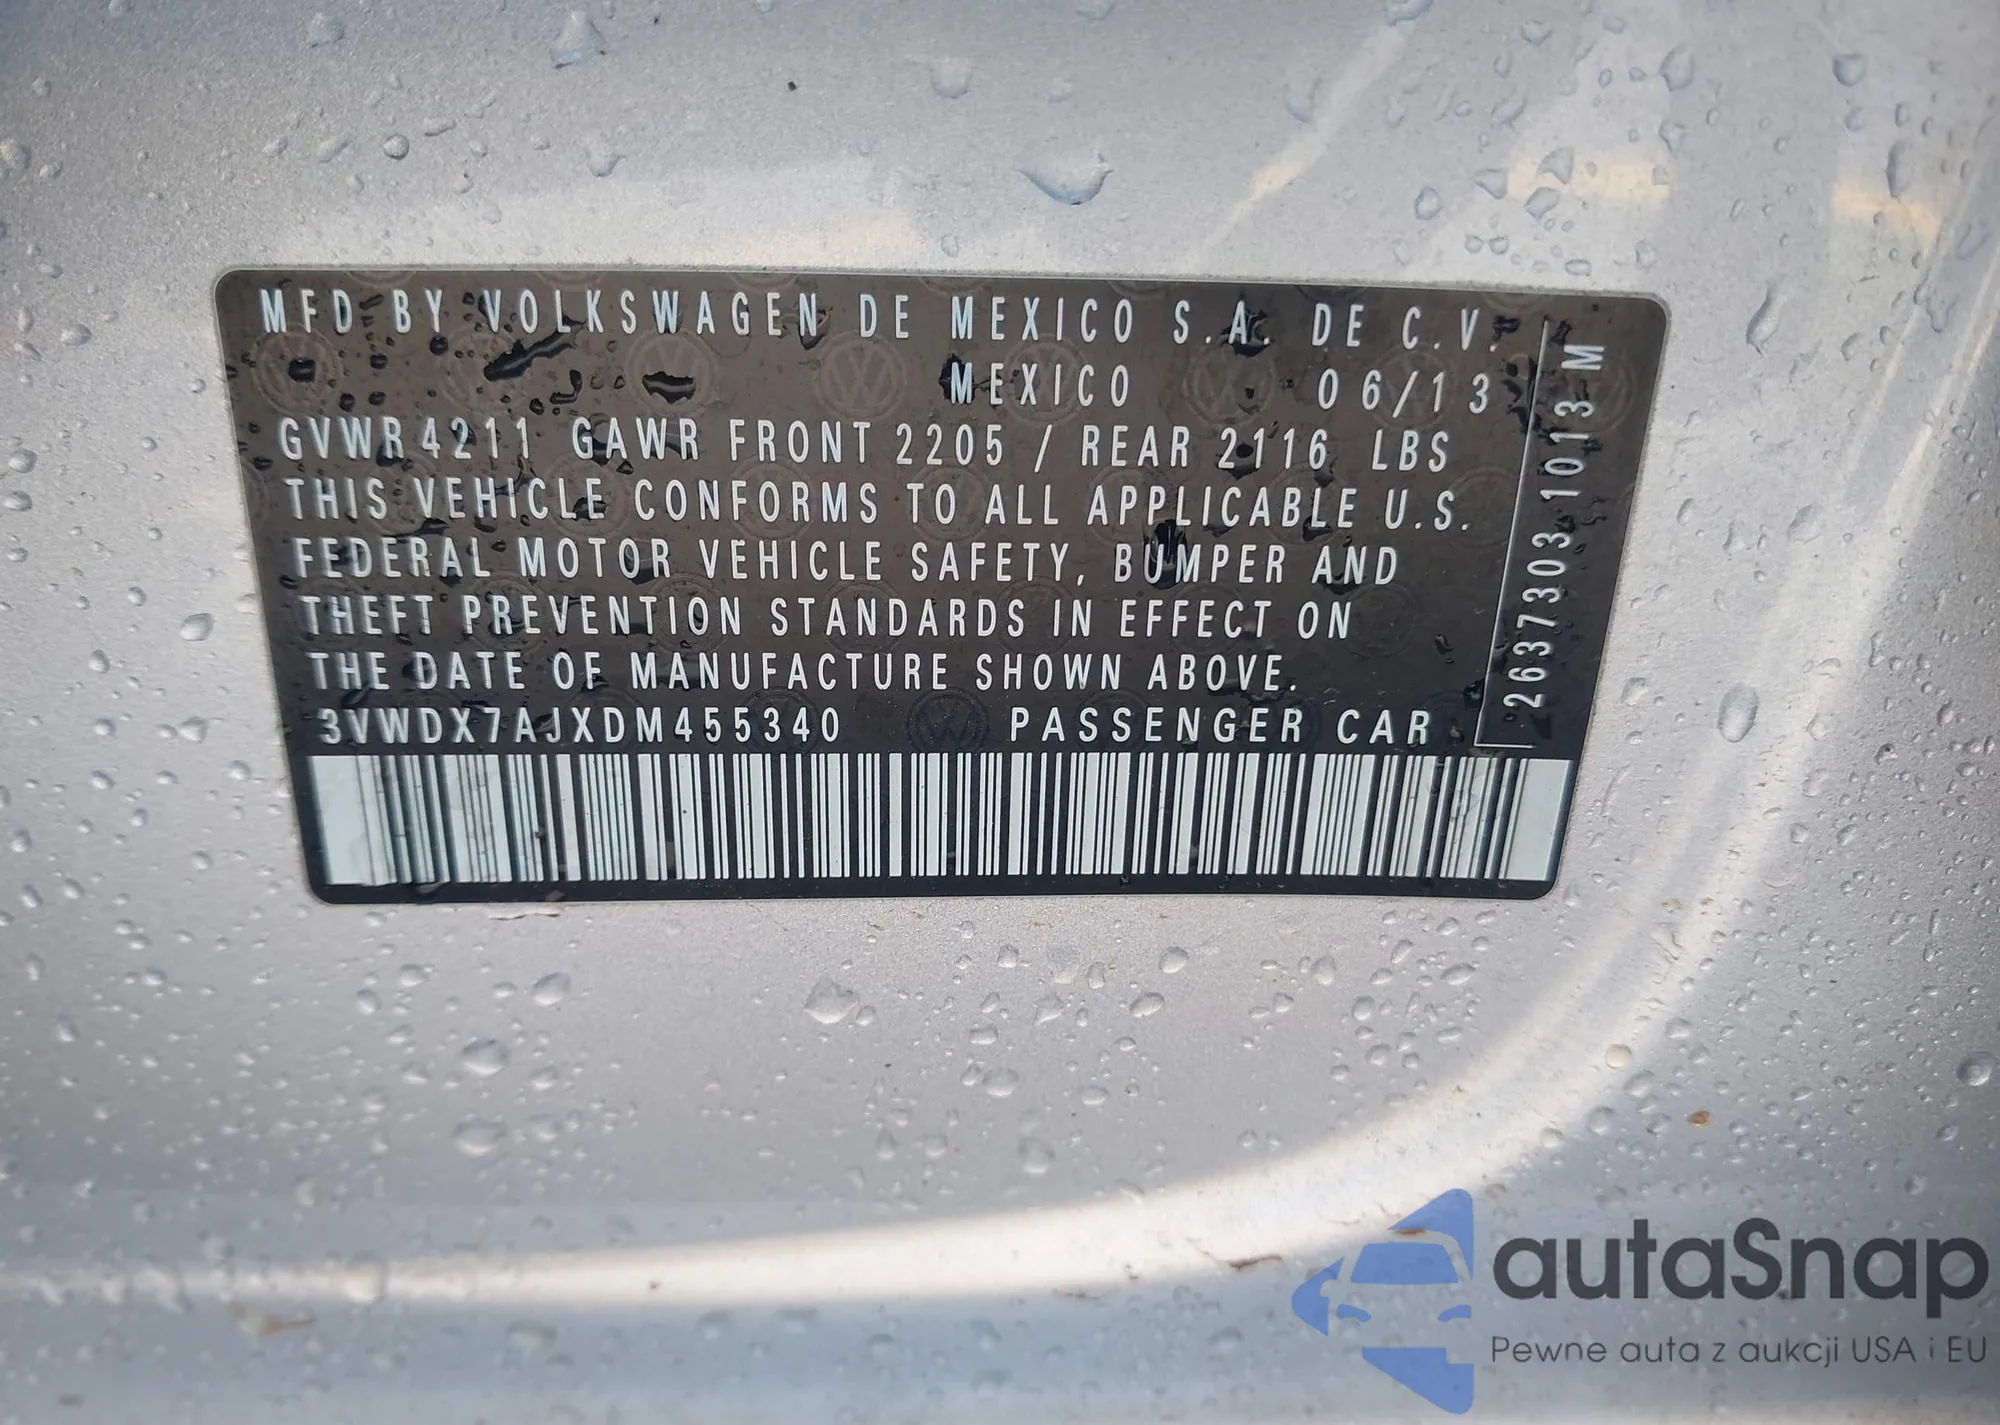 MFD BY VOLKSWAGEN DE MEXICO S.A. DE C.V.
MEXICO 06/13
GVWR 4211 GAWR FRONT 2205 / REAR 2116 LBS
THIS VEHICLE CONFORMS TO ALL APPLICABLE U.S.
FEDERAL MOTOR VEHICLE SAFETY, BUMPER AND
THEFT PREVENTION STANDARDS IN EFFECT ON
THE DATE OF MANUFACTURE SHOWN ABOVE.
3VWDX7AJXDM455340 PASSENGER CAR
2637303 1013 M
autaSnap
Pewne auta z aukcji USA i EU